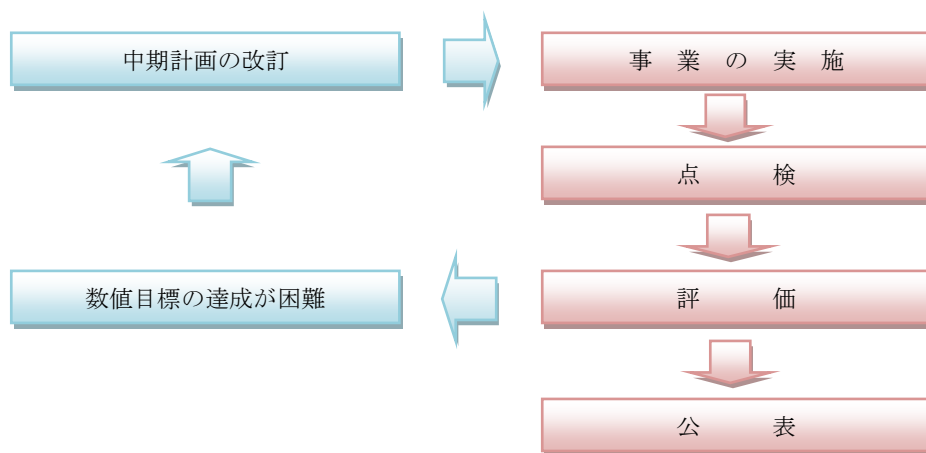 中期計画の改訂
事業の実施
点検
数値目標の達成が困難
評価
公表